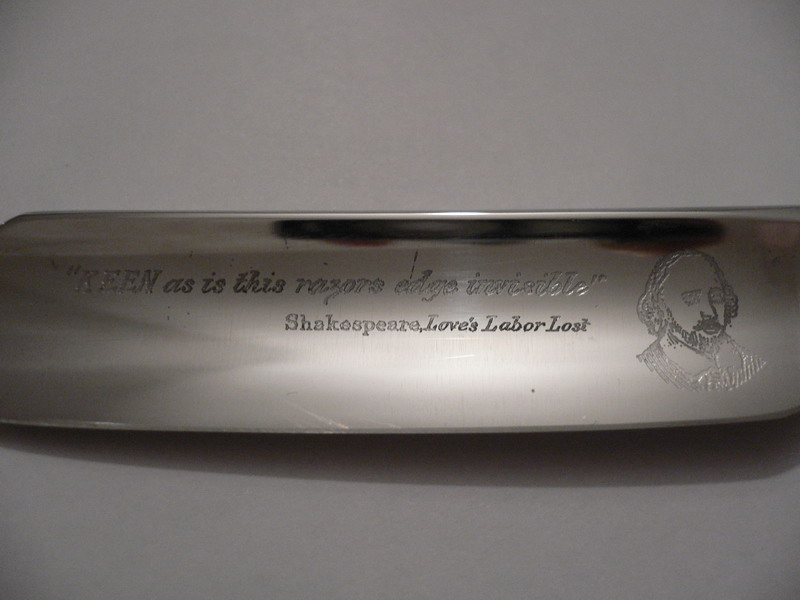 "KEEN as is this razors edge invisible"
Shakespeare, Love's Labor Lost